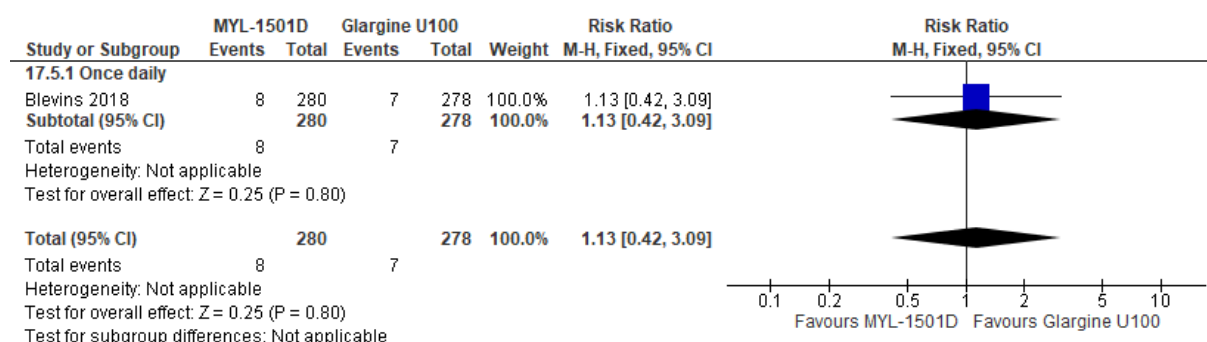 MYL-1501D Glargine U100 Risk Ratio Risk Ratio
Study or Subgroup Events Total Events Total Weight M-H, Fixed, 95% CI M-H, Fixed, 95% CI
17.5.1 Once daily
Blevins 2018 8 280 7 278 100.0% 1.13 [0.42, 3.09]
Subtotal (95% CI) 280 278 100.0% 1.13 [0.42, 3.09]
Total events 8 7
Heterogeneity: Not applicable
Test for overall effect: Z = 0.25 (P = 0.80)
Total (95% CI) 280 278 100.0% 1.13 [0.42, 3.09]
Total events 8 7
Heterogeneity: Not applicable
Test for overall effect: Z = 0.25 (P = 0.80)
Test for subgroup differences: Not applicable
0.1 0.2 0.5 1 2 5 10
Favours MYL-1501D Favours Glargine U100